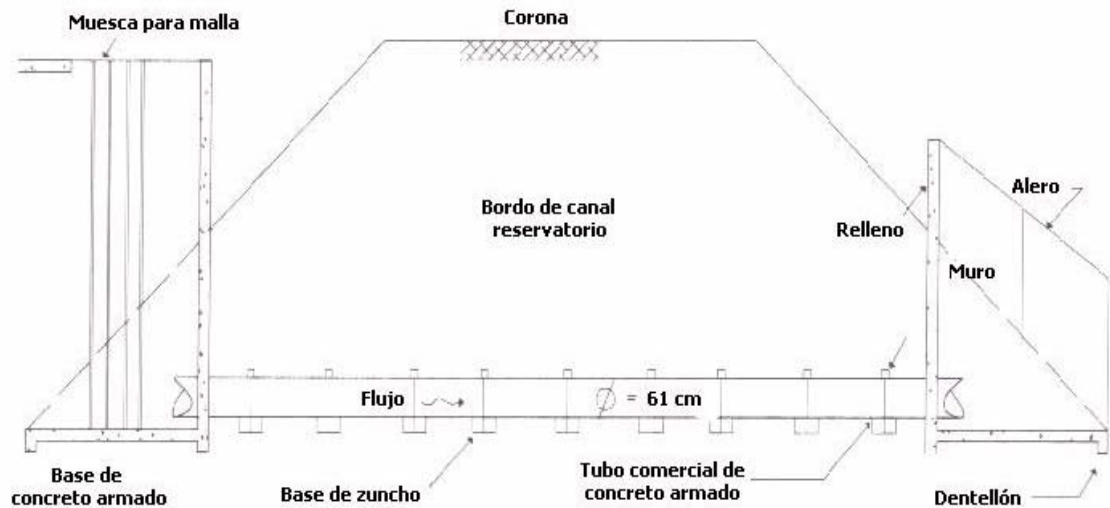 Muesca para malla
Corona
Bordo de canal
reservatorio
Relleno
Alero
Muro
Flujo
Ø = 61 cm
Base de
concreto armado
Base de zuncho
Tubo comercial de
concreto armado
Dentellón